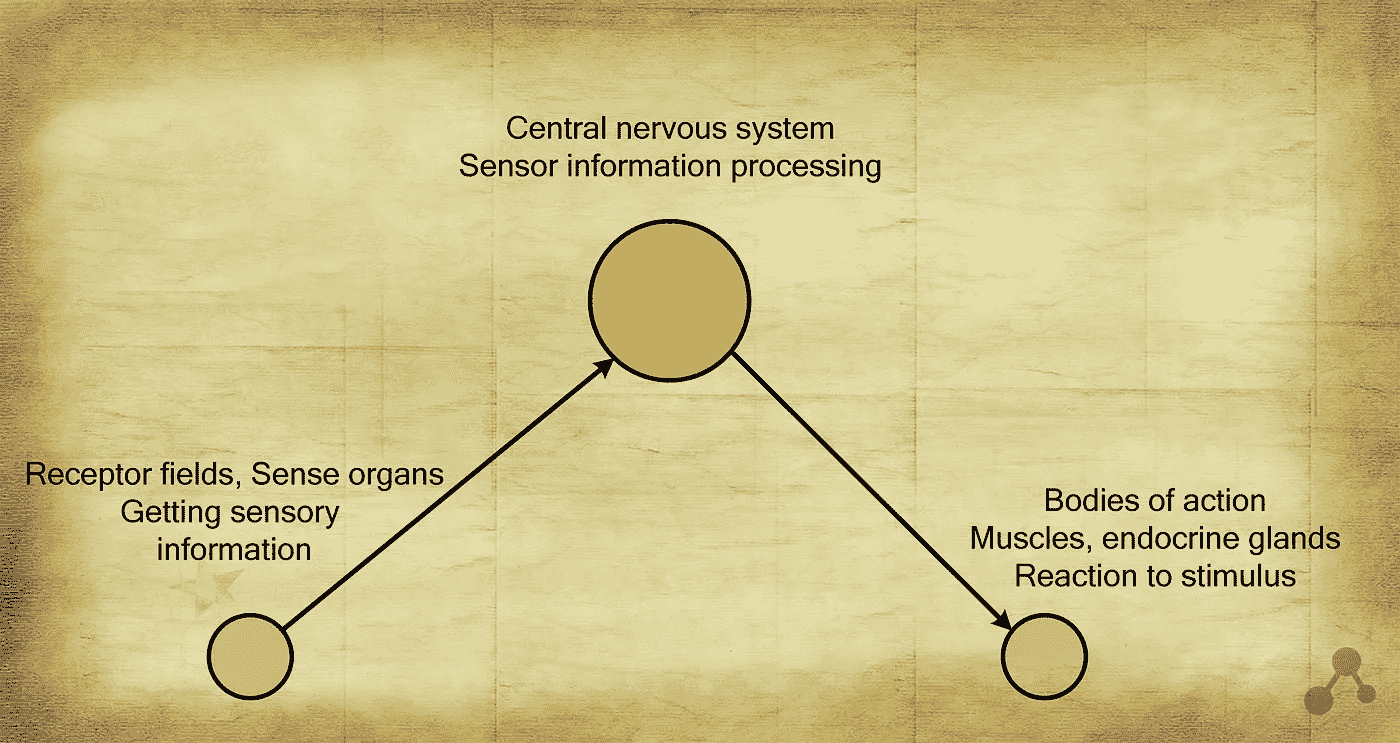 Central nervous system
Sensor information processing
Receptor fields, Sense organs
Getting sensory
information
Bodies of action
Muscles, endocrine glands
Reaction to stimulus